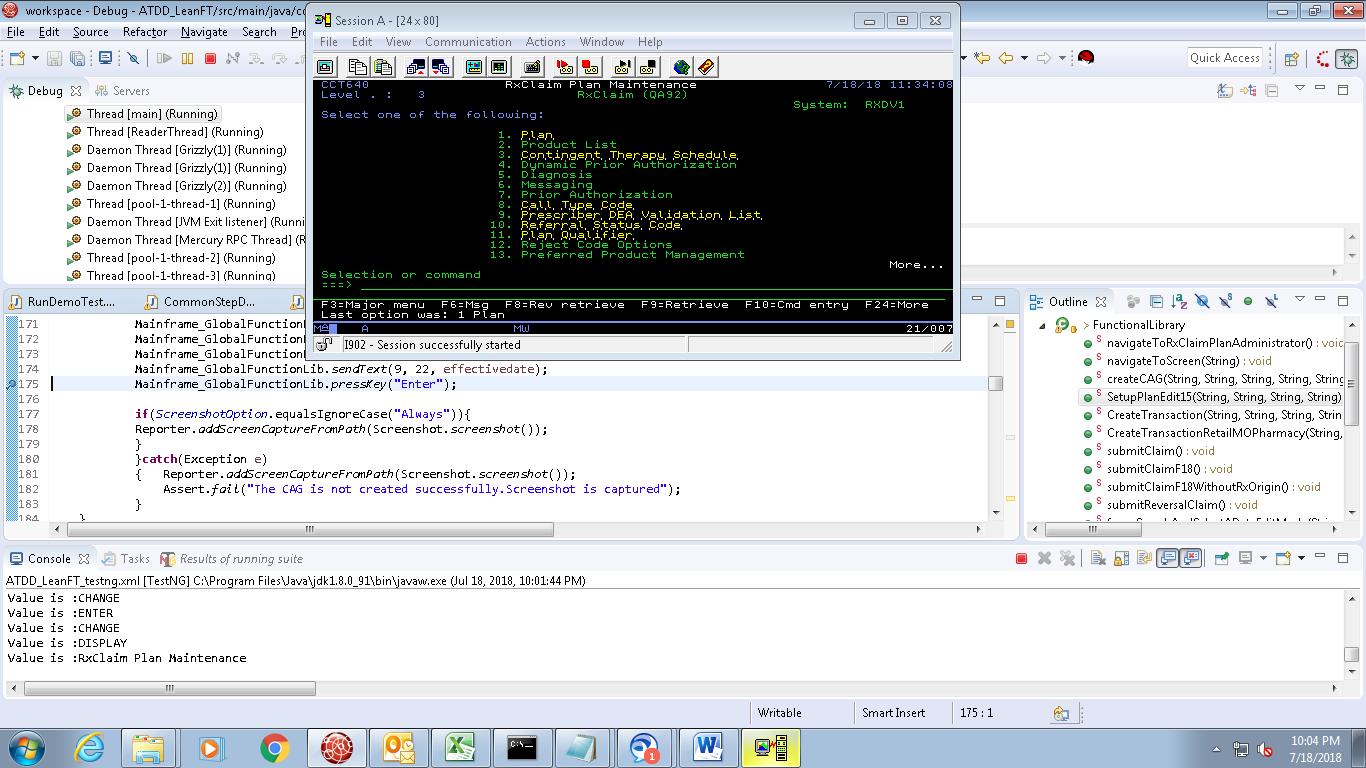 workspace - Debug - ATDD_LeanFT/src/main/java/co
File Edit Source Refactor Navigate Search Pro
Quick Access
Debug Servers
Thread [main] (Running)
Thread [ReaderThread] (Running)
Daemon Thread [Grizzly(1)] (Running)
Daemon Thread [Grizzly(1)] (Running)
Daemon Thread [Grizzly(2)] (Running)
Thread [pool-1-thread-1] (Running)
Daemon Thread [JVM Exit listener] (Runni
Daemon Thread [Mercury RPC Thread] (R
Thread [pool-1-thread-2] (Running)
Thread [pool-1-thread-3] (Running)
Session A - [24 x 80]
File Edit View Communication Actions Window Help
CCT640 RxClaim Plan Maintenance 7/18/18 11:34:08
Level . : 3 RxClaim (QA92)
System: RXDV1
Select one of the following:
1. Plan
2. Product List
3. Contingent Therapy Schedule
4. Dynamic Prior Authorization
5. Diagnosis
6. Messaging
7. Prior Authorization
8. Call Type Code
9. Prescriber DEA Validation List
10. Referral Status Code
11. Plan Qualifier
12. Reject Code Options
13. Preferred Product Management
More...
Selection or command
===>
F3=Major menu F6=Msg F8=Rev retrieve F9=Retrieve F10=Cmd entry F24=More
Last option was: 1 Plan
MA A MW 21/007
I902 - Session successfully started
RunDemoTest.... CommonStepD...
171 Mainframe_GlobalFunctionL
172 Mainframe_GlobalFunctionL
173 Mainframe_GlobalFunctionL
174 Mainframe_GlobalFunctionLib.sendText(9, 22, effectivedate);
175 Mainframe_GlobalFunctionLib.pressKey("Enter");
176
177 if(ScreenshotOption.equalsIgnoreCase("Always")){
178 Reporter.addScreenCaptureFromPath(Screenshot.screenshot());
179 }
180 }catch(Exception e)
181 { Reporter.addScreenCaptureFromPath(Screenshot.screenshot());
182 Assert.fail("The CAG is not created successfully.Screenshot is captured");
183 }
184 }
Outline
FunctionalLibrary
navigateToRxClaimPlanAdministrator() : voic
navigateToScreen(String) : void
createCAG(String, String, String, String, Strin
SetupPlanEdit15(String, String, String, String)
CreateTransaction(String, String, String, Strin
CreateTransactionRetailMOPharmacy(String,
submitClaim() : void
submitClaimF18() : void
submitClaimF18WithoutRxOrigin() : void
submitReversalClaim() : void
Console Tasks Results of running suite
ATDD_LeanFT_testng.xml [TestNG] C:\Program Files\Java\jdk1.8.0_91\bin\javaw.exe (Jul 18, 2018, 10:01:44 PM)
Value is :CHANGE
Value is :ENTER
Value is :CHANGE
Value is :DISPLAY
Value is :RxClaim Plan Maintenance
Writable Smart Insert 175 : 1
10:04 PM
7/18/2018